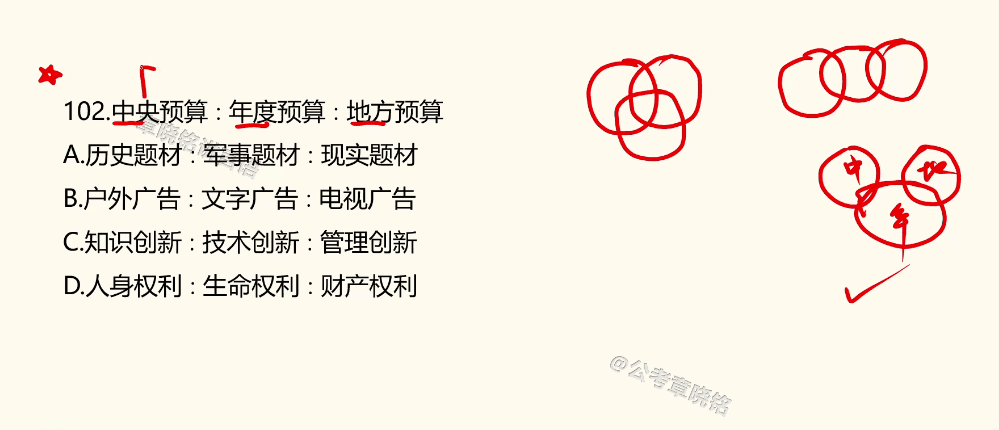 102.中央预算：年度预算：地方预算
A.历史题材：军事题材：现实题材
B.户外广告：文字广告：电视广告
C.知识创新：技术创新：管理创新
D.人身权利：生命权利：财产权利
中
地
年
@公考章晓铭